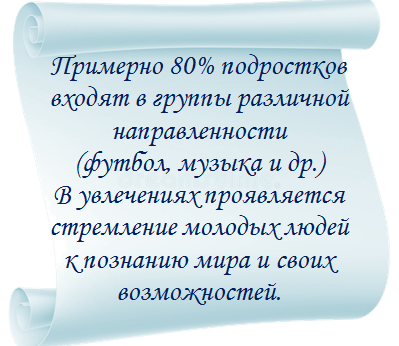 Примерно 80% подростков
входят в группы различной
направленности
(футбол, музыка и др.)
В увлечениях проявляется
стремление молодых людей
к познанию мира и своих
возможностей.